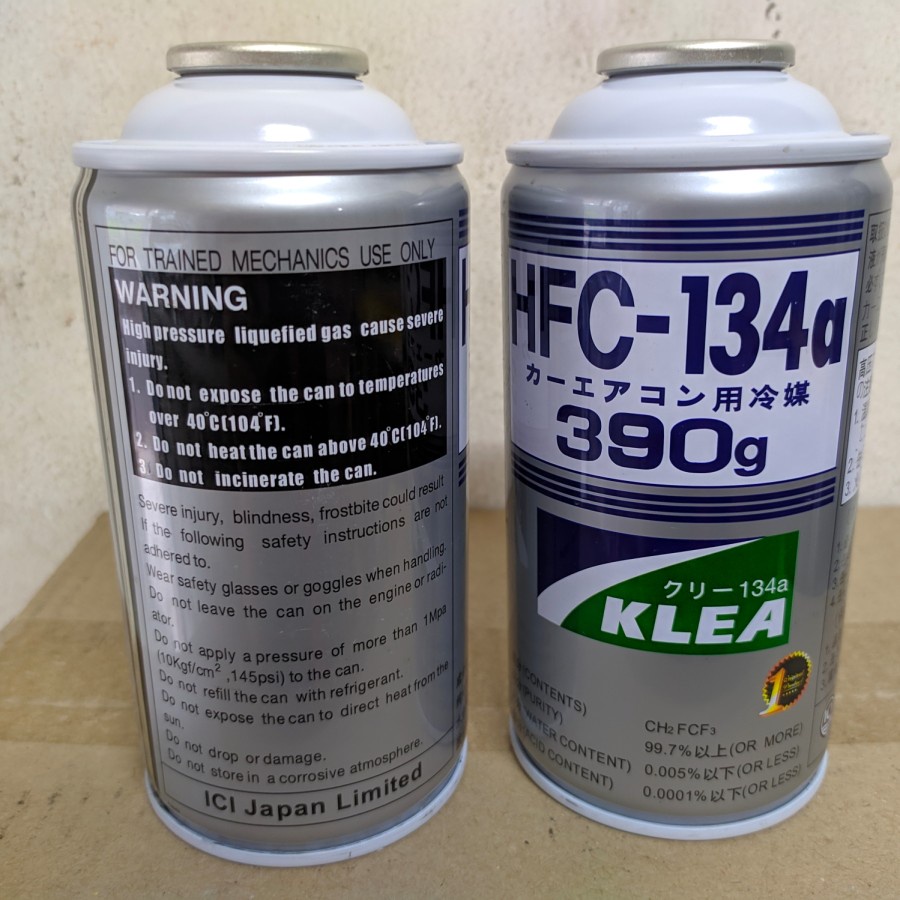 FOR TRAINED MECHANICS USE ONLY
WARNING
High pressure liquefied gas cause severe
injury.
1. Do not expose the can to temperatures
over 40°C(104°F).
2. Do not heat the can above 40°C(104°F).
3. Do not incinerate the can.
Severe injury, blindness, frostbite could result
If the following safety instructions are not
adhered to.
Wear safety glasses or goggles when handling.
Do not leave the can on the engine or radi-
ator.
Do not apply a pressure of more than 1Mpa
(10Kgf/cm²,145psi) to the can.
Do not refill the can with refrigerant.
Do not expose the can to direct heat from the
sun.
Do not drop or damage.
Do not store in a corrosive atmosphere.
ICI Japan Limited
HFC-134a
カーエアコン用冷媒
390g
クリー134a
KLEA
1
(CONTENTS) CH₂FCF₃
(PURITY) 99.7%以上(OR MORE)
WATER CONTENT) 0.005%以下(OR LESS)
(ACID CONTENT) 0.0001%以下(OR LESS)